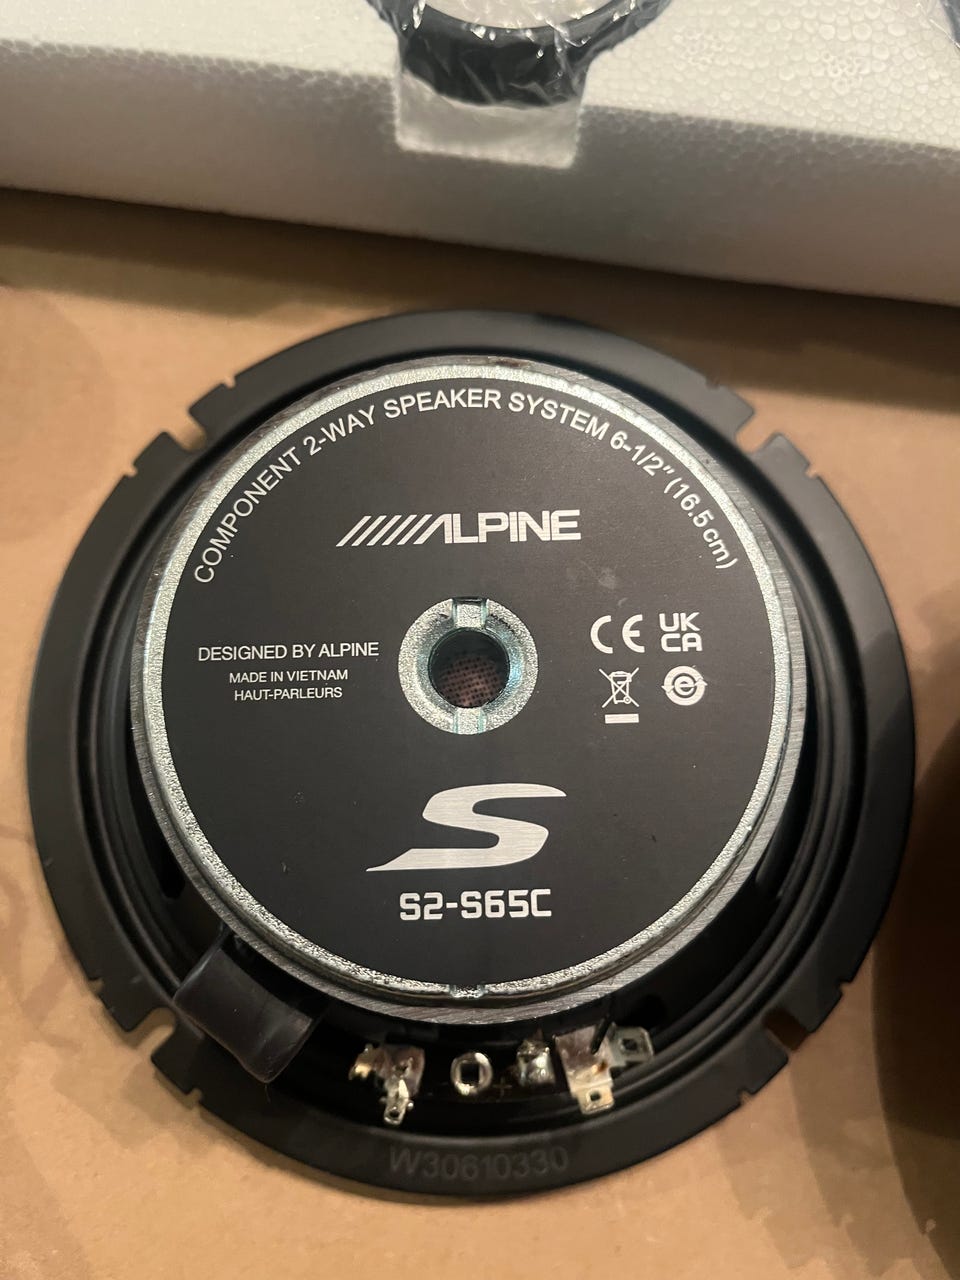 COMPONENT 2-WAY SPEAKER SYSTEM 6-1/2" (16.5cm)
ALPINE
DESIGNED BY ALPINE
MADE IN VIETNAM
HAUT-PARLEURS
CE UK
CA
e
S
S2-S65C
+
W30610330